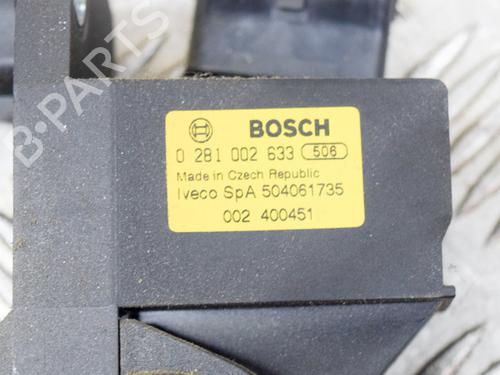 BOSCH
0 281 002 633 506
Made in Czech Republic
Iveco SpA 504061735
002 400451
B-PARTS